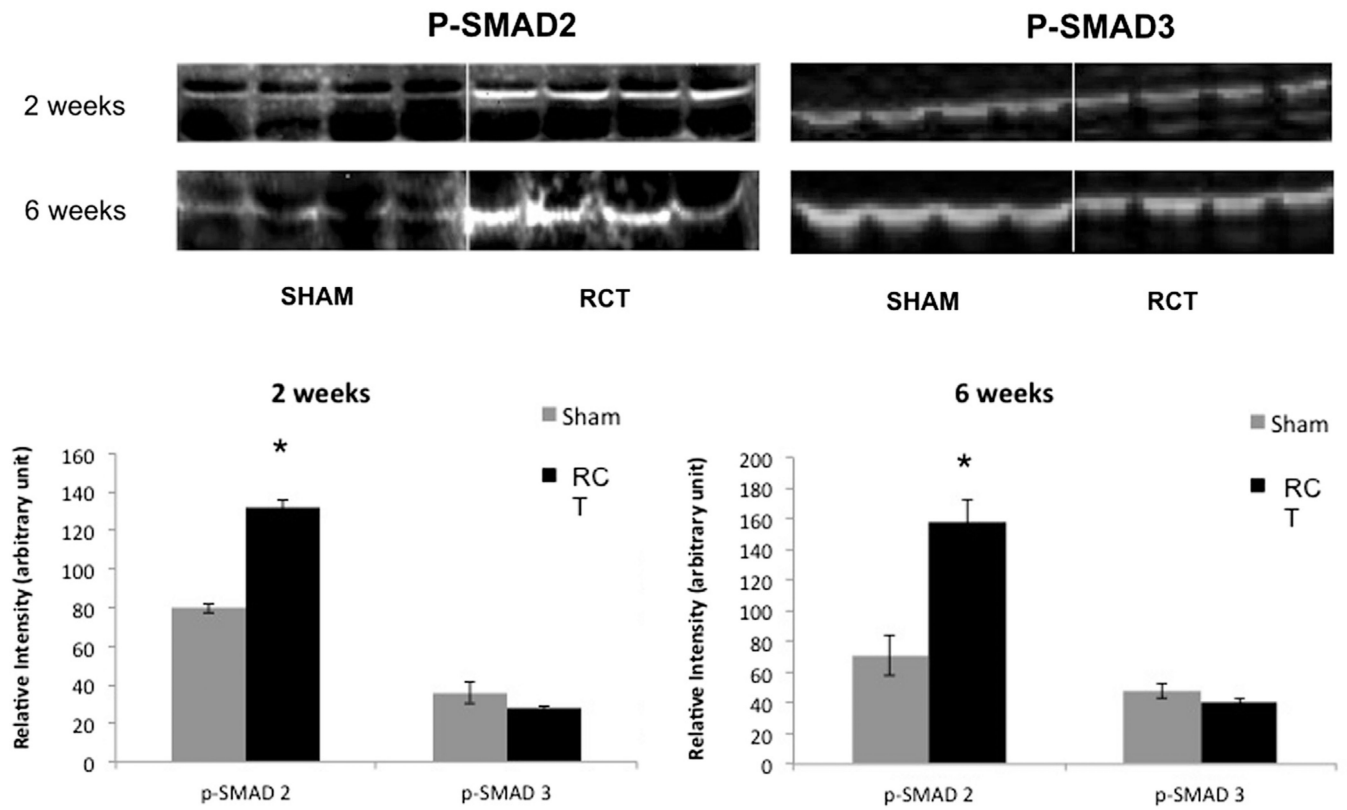 P-SMAD2
P-SMAD3
2 weeks
6 weeks
SHAM
RCT
SHAM
RCT
2 weeks
Sham
RC
T
*
Relative Intensity (arbitrary unit)
160
140
120
100
80
60
40
20
0
p-SMAD 2
p-SMAD 3
6 weeks
Sham
RC
T
*
Relative Intensity (arbitrary unit)
200
180
160
140
120
100
80
60
40
20
0
p-SMAD 2
p-SMAD 3